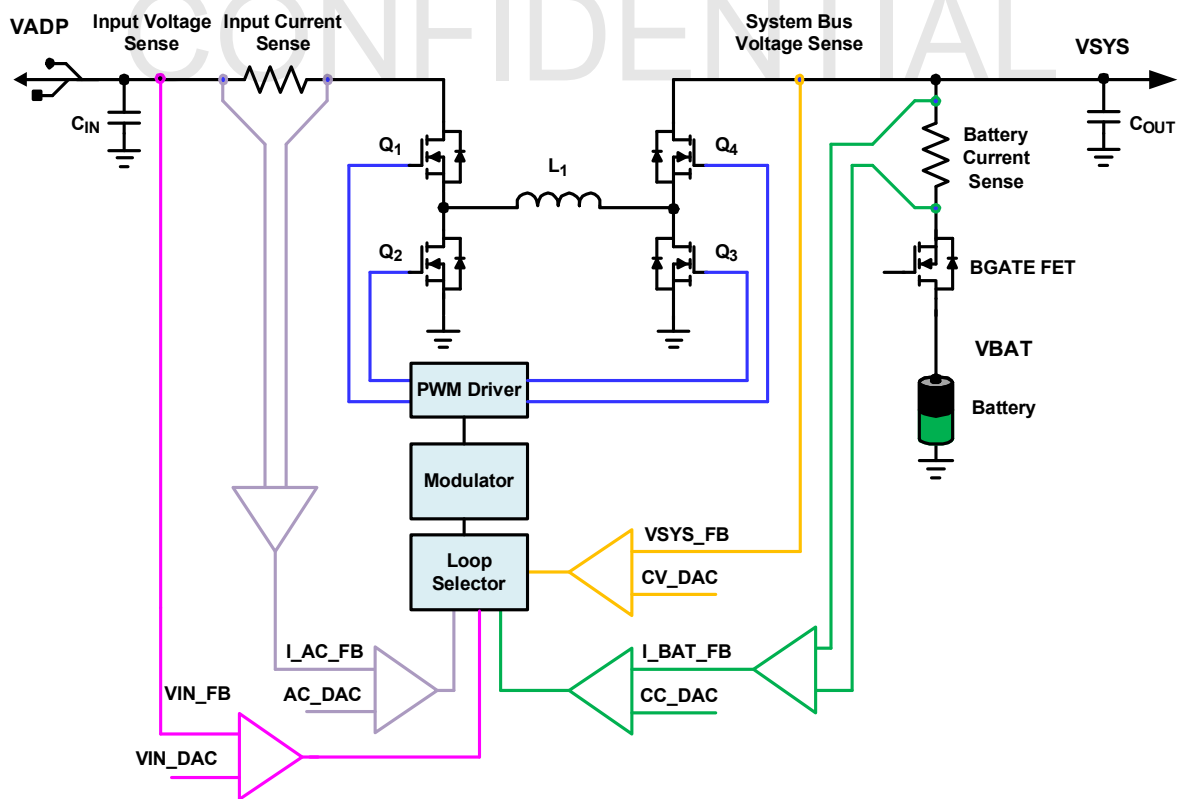 CONFIDENTIAL
VADP
Input Voltage
Sense
Input Current
Sense
System Bus
Voltage Sense
VSYS
CIN
Q1
Q4
L1
Q2
Q3
COUT
Battery
Current
Sense
BGATE FET
VBAT
Battery
PWM Driver
Modulator
Loop
Selector
VSYS_FB
CV_DAC
I_AC_FB
AC_DAC
I_BAT_FB
CC_DAC
VIN_FB
VIN_DAC